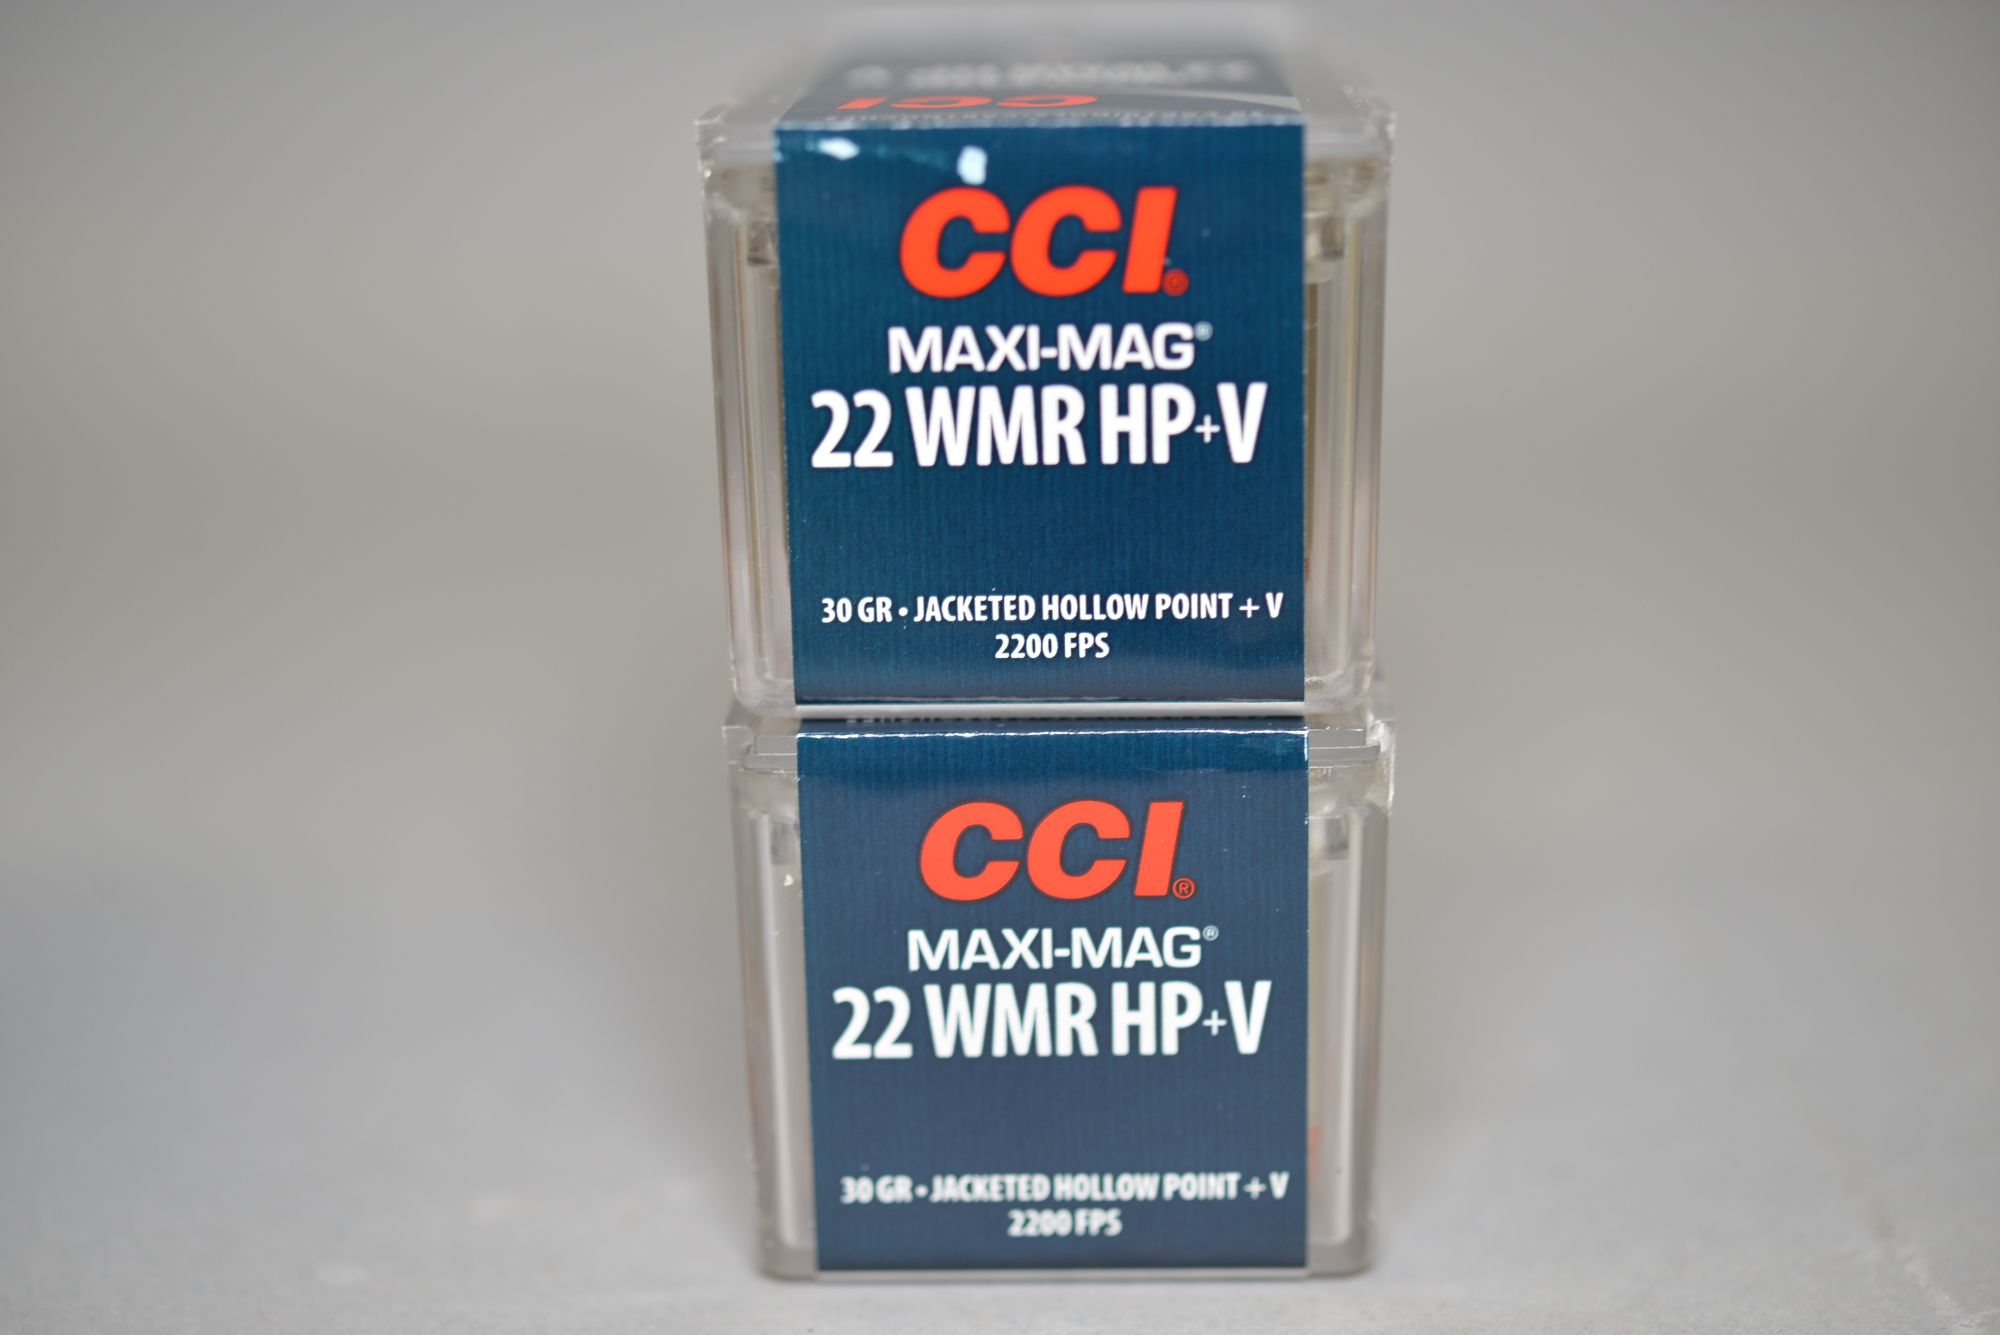 CCI®
MAXI-MAG®
22 WMR HP+V
30 GR • JACKETED HOLLOW POINT + V
2200 FPS
CCI®
MAXI-MAG®
22 WMR HP+V
30 GR • JACKETED HOLLOW POINT + V
2200 FPS